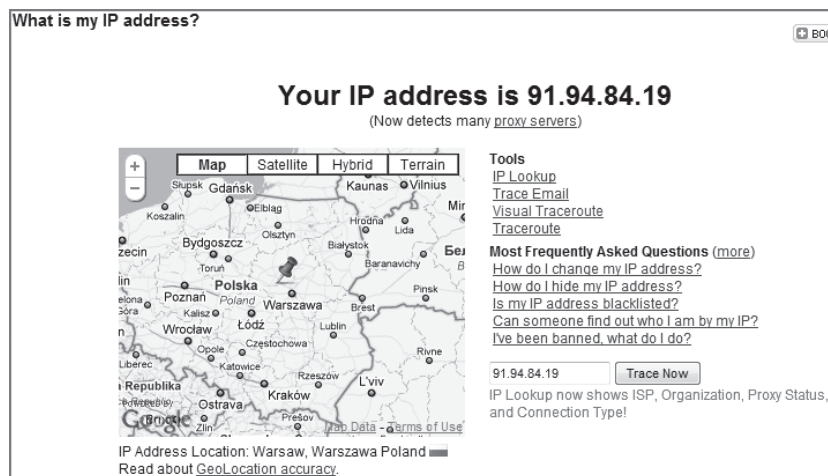 What is my IP address?
BOO
Your IP address is 91.94.84.19
(Now detects many proxy servers)
Map Satellite Hybrid Terrain
Słupsk
Gdańsk
Kaunas
Vilnius
Koszalin
Elbląg
Olsztyn
Hrodna
Lida
Bydgoszcz
Toruń
Białystok
Baranavichy
Polska
Poland
Poznań
Warszawa
Pinsk
Brest
Kalisz
Łódź
Wrocław
Lublin
Opole
Częstochowa
Rivne
Liberec
Katowice
Rzeszów
Kraków
L'viv
Republika
Ostrava
Zlín
Prešov
Google
Map Data - Terms of Use
IP Address Location: Warsaw, Warszawa Poland
Read about GeoLocation accuracy.
Tools
IP Lookup
Trace Email
Visual Traceroute
Traceroute
Most Frequently Asked Questions (more)
How do I change my IP address?
How do I hide my IP address?
Is my IP address blacklisted?
Can someone find out who I am by my IP?
I've been banned, what do I do?
91.94.84.19 Trace Now
IP Lookup now shows ISP, Organization, Proxy Status,
and Connection Type!